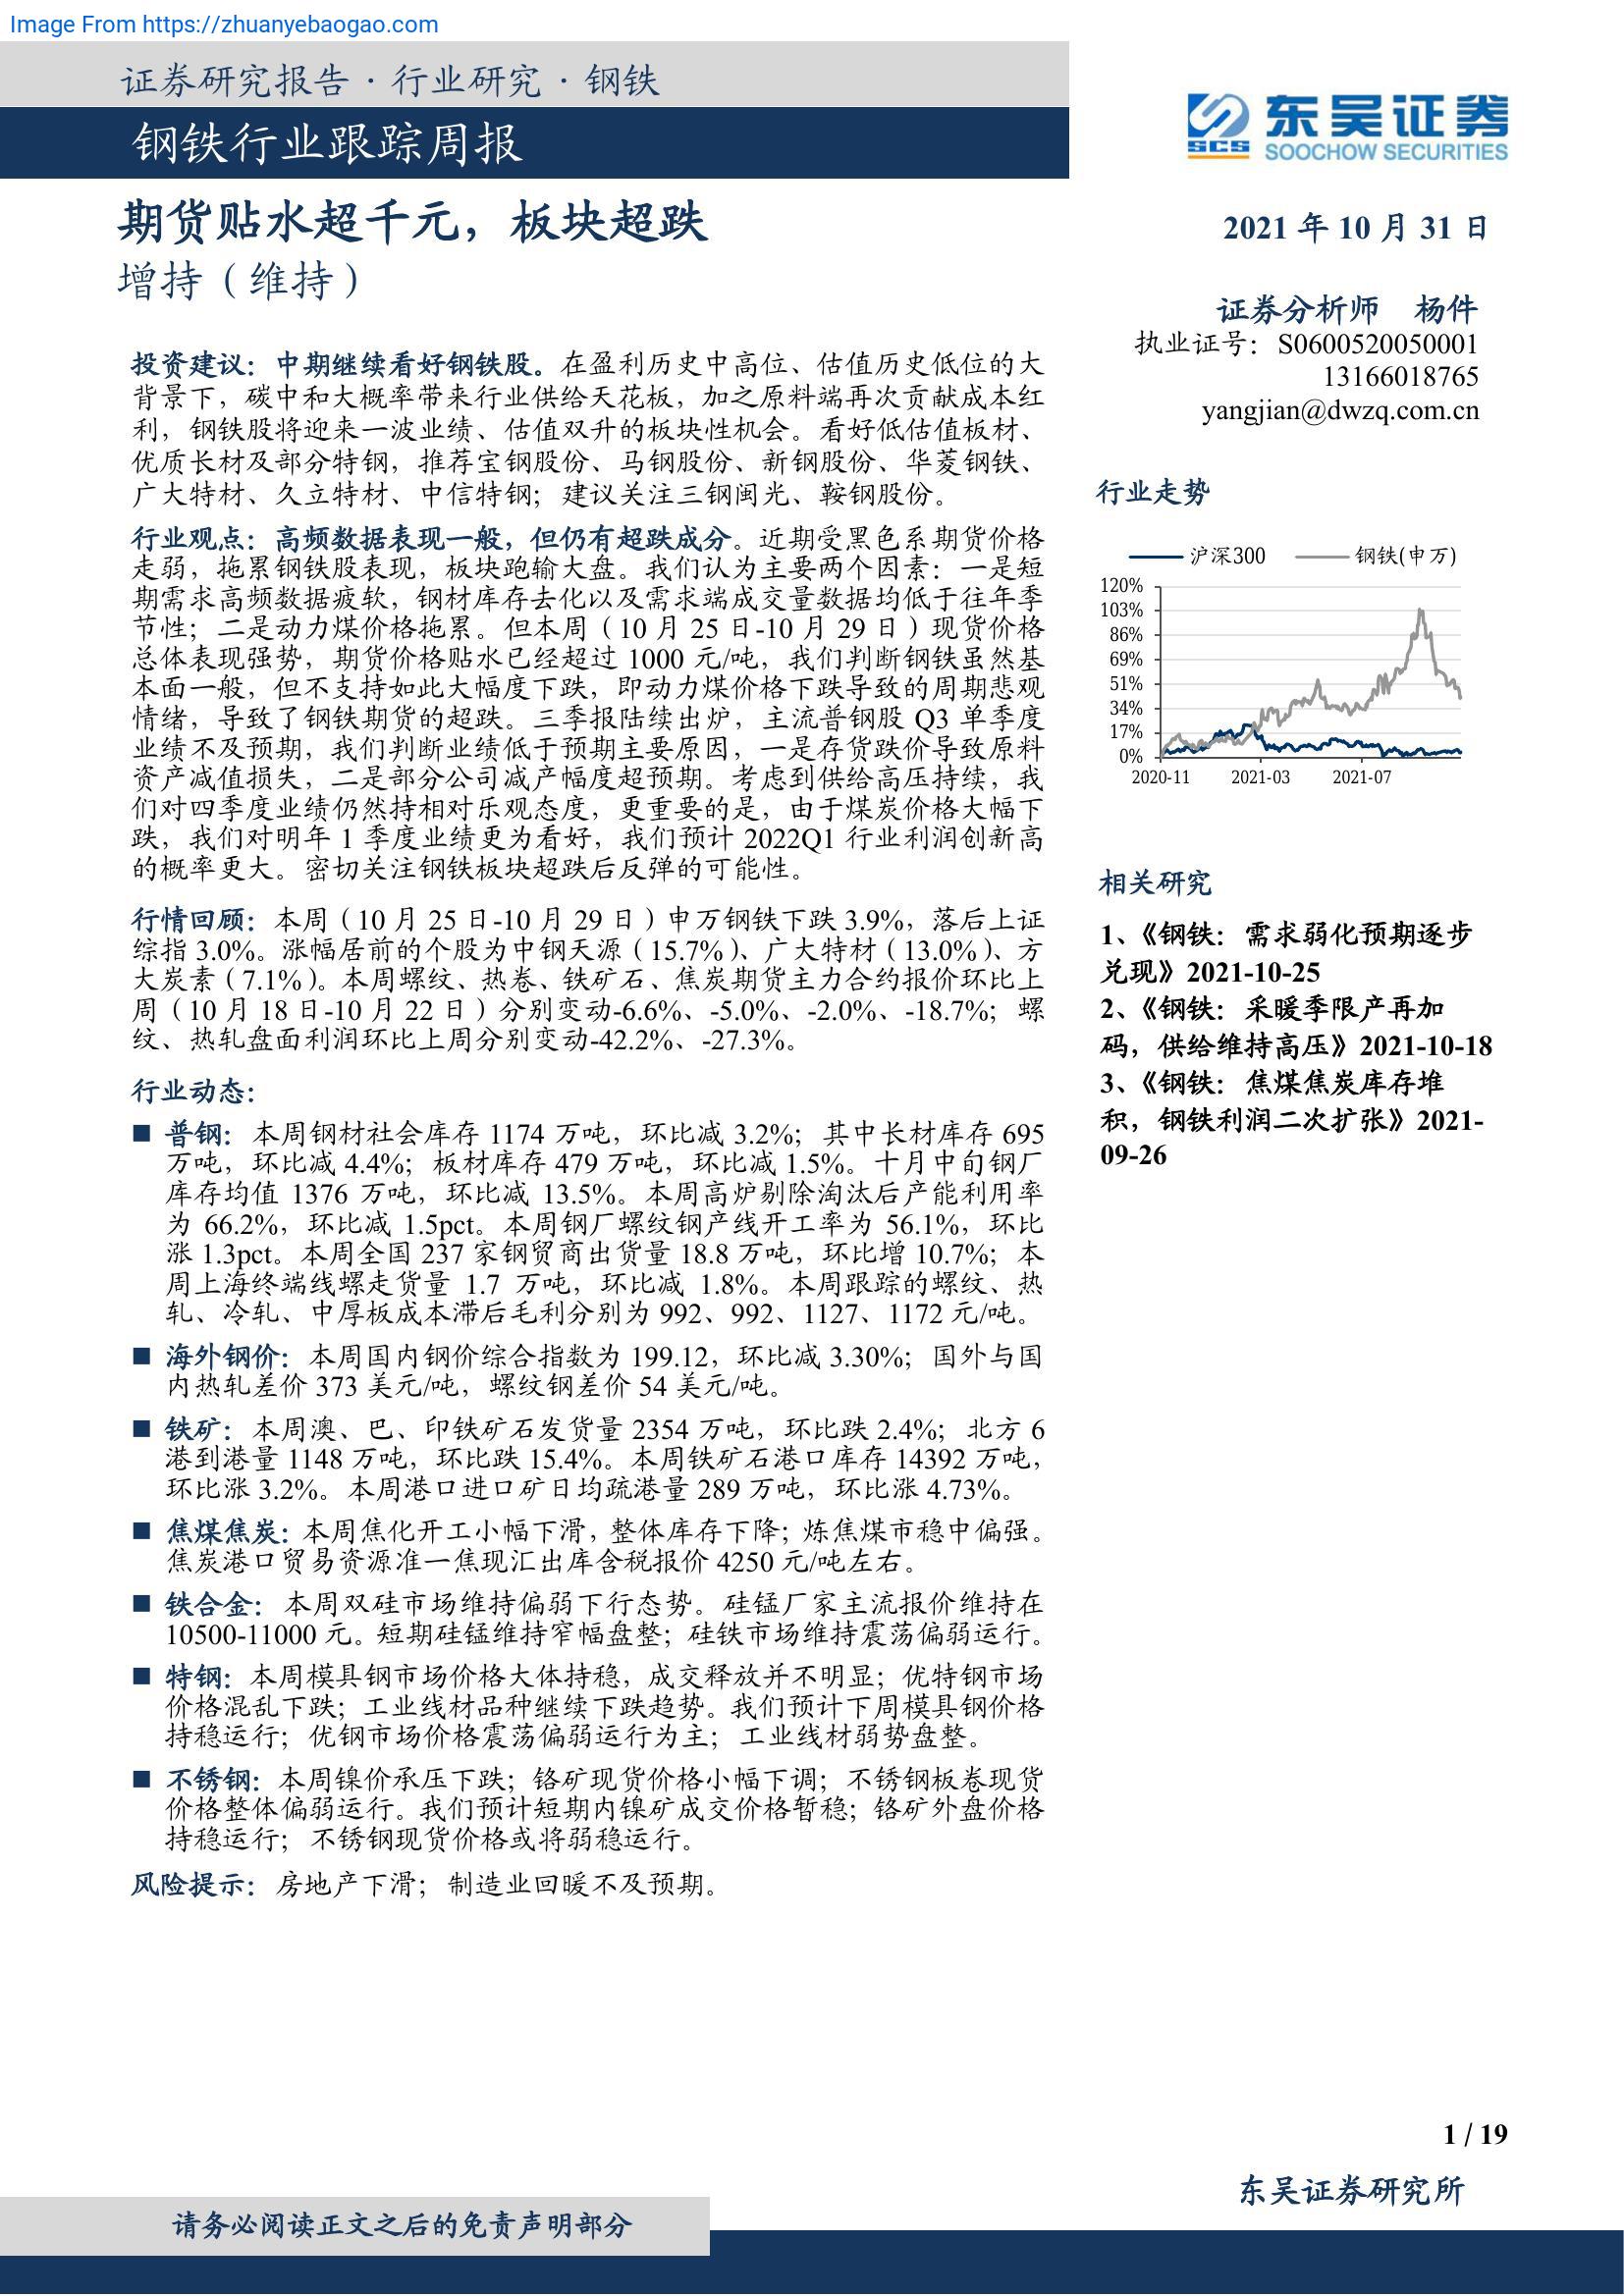 Image From https://zhuanyebaogao.com
证券研究报告 · 行业研究 · 钢铁
钢铁行业跟踪周报
东吴证券
SCS SOOCHOW SECURITIES
期货贴水超千元，板块超跌
增持（维持）
投资建议：中期继续看好钢铁股。在盈利历史中高位、估值历史低位的大
背景下，碳中和大概率带来行业供给天花板，加之原料端再次贡献成本红
利，钢铁股将迎来一波业绩、估值双升的板块性机会。看好低估值板材、
优质长材及部分特钢，推荐宝钢股份、马钢股份、新钢股份、华菱钢铁、
广大特材、久立特材、中信特钢；建议关注三钢闽光、鞍钢股份。
行业观点：高频数据表现一般，但仍有超跌成分。近期受黑色系期货价格
走弱，拖累钢铁股表现，板块跑输大盘。我们认为主要两个因素：一是短
期需求高频数据疲软，钢材库存去化以及需求端成交量数据均低于往年季
节性；二是动力煤价格拖累。但本周（10 月 25 日-10 月 29 日）现货价格
总体表现强势，期货价格贴水已经超过 1000 元/吨，我们判断钢铁虽然基
本面一般，但不支持如此大幅度下跌，即动力煤价格下跌导致的周期悲观
情绪，导致了钢铁期货的超跌。三季报陆续出炉，主流普钢股 Q3 单季度
业绩不及预期，我们判断业绩低于预期主要原因，一是存货跌价导致原料
资产减值损失，二是部分公司减产幅度超预期。考虑到供给高压持续，我
们对四季度业绩仍然持相对乐观态度，更重要的是，由于煤炭价格大幅下
跌，我们对明年 1 季度业绩更为看好，我们预计 2022Q1 行业利润创新高
的概率更大。密切关注钢铁板块超跌后反弹的可能性。
行情回顾：本周（10 月 25 日-10 月 29 日）申万钢铁下跌 3.9%，落后上证
综指 3.0%。涨幅居前的个股为中钢天源（15.7%）、广大特材（13.0%）、方
大炭素（7.1%）。本周螺纹、热卷、铁矿石、焦炭期货主力合约报价环比上
周（10 月 18 日-10 月 22 日）分别变动-6.6%、-5.0%、-2.0%、-18.7%；螺
纹、热轧盘面利润环比上周分别变动-42.2%、-27.3%。
行业动态：
■ 普钢：本周钢材社会库存 1174 万吨，环比减 3.2%；其中长材库存 695
万吨，环比减 4.4%；板材库存 479 万吨，环比减 1.5%。十月中旬钢厂
库存均值 1376 万吨，环比减 13.5%。本周高炉剔除淘汰后产能利用率
为 66.2%，环比减 1.5pct。本周钢厂螺纹钢产线开工率为 56.1%，环比
涨 1.3pct。本周全国 237 家钢贸商出货量 18.8 万吨，环比增 10.7%；本
周上海终端线螺走货量 1.7 万吨，环比减 1.8%。本周跟踪的螺纹、热
轧、冷轧、中厚板成本滞后毛利分别为 992、992、1127、1172 元/吨。
■ 海外钢价：本周国内钢价综合指数为 199.12，环比减 3.30%；国外与国
内热轧差价 373 美元/吨，螺纹钢差价 54 美元/吨。
■ 铁矿：本周澳、巴、印铁矿石发货量 2354 万吨，环比跌 2.4%；北方 6
港到港量 1148 万吨，环比跌 15.4%。本周铁矿石港口库存 14392 万吨，
环比涨 3.2%。本周港口进口矿日均疏港量 289 万吨，环比涨 4.73%。
■ 焦煤焦炭：本周焦化开工小幅下滑，整体库存下降；炼焦煤市稳中偏强。
焦炭港口贸易资源准一焦现汇出库含税报价 4250 元/吨左右。
■ 铁合金：本周双硅市场维持偏弱下行态势。硅锰厂家主流报价维持在
10500-11000 元。短期硅锰维持窄幅盘整；硅铁市场维持震荡偏弱运行。
■ 特钢：本周模具钢市场价格大体持稳，成交释放并不明显；优特钢市场
价格混乱下跌；工业线材品种继续下跌趋势。我们预计下周模具钢价格
持稳运行；优钢市场价格震荡偏弱运行为主；工业线材弱势盘整。
■ 不锈钢：本周镍价承压下跌；铬矿现货价格小幅下调；不锈钢板卷现货
价格整体偏弱运行。我们预计短期内镍矿成交价格暂稳；铬矿外盘价格
持稳运行；不锈钢现货价格或将弱稳运行。
风险提示：房地产下滑；制造业回暖不及预期。
2021 年 10 月 31 日
证券分析师 杨件
执业证号：S0600520050001
13166018765
yangjian@dwzq.com.cn
行业走势
沪深300 钢铁(申万)
120%
103%
86%
69%
51%
34%
17%
0%
2020-11 2021-03 2021-07
相关研究
1、《钢铁：需求弱化预期逐步
兑现》2021-10-25
2、《钢铁：采暖季限产再加
码，供给维持高压》2021-10-18
3、《钢铁：焦煤焦炭库存堆
积，钢铁利润二次扩张》2021-
09-26
1 / 19
东吴证券研究所
请务必阅读正文之后的免责声明部分